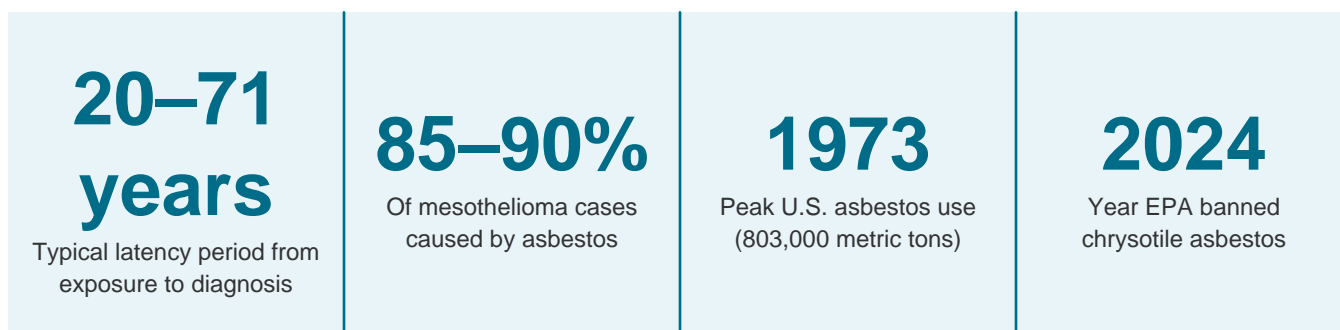 20–71
years
Typical latency period from
exposure to diagnosis
85–90%
Of mesothelioma cases
caused by asbestos
1973
Peak U.S. asbestos use
(803,000 metric tons)
2024
Year EPA banned
chrysotile asbestos